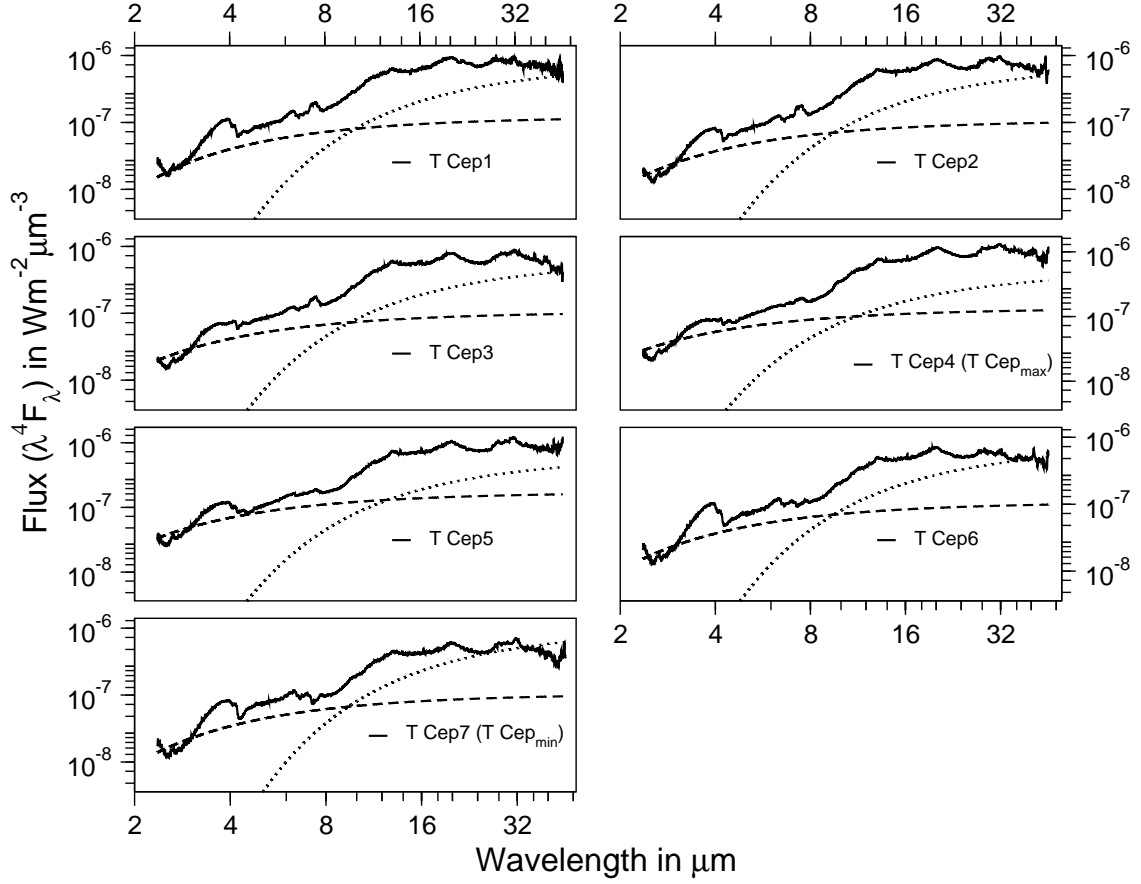 2 4 8 16 32 2 4 8 16 32
10⁻⁶ 10⁻⁶
10⁻⁷ T Cep1 T Cep2 10⁻⁷
10⁻⁸ 10⁻⁸
10⁻⁶ 10⁻⁶
10⁻⁷ T Cep3 10⁻⁷
10⁻⁸ T Cep4 (T Cep_max) 10⁻⁸
10⁻⁶ 10⁻⁶
10⁻⁷ T Cep5 T Cep6 10⁻⁷
10⁻⁸ 10⁻⁸
2 4 8 16 32
10⁻⁶
10⁻⁷ T Cep7 (T Cep_min)
10⁻⁸
2 4 8 16 32
Flux (λ⁴F_λ) in Wm⁻²μm⁻³
Wavelength in μm